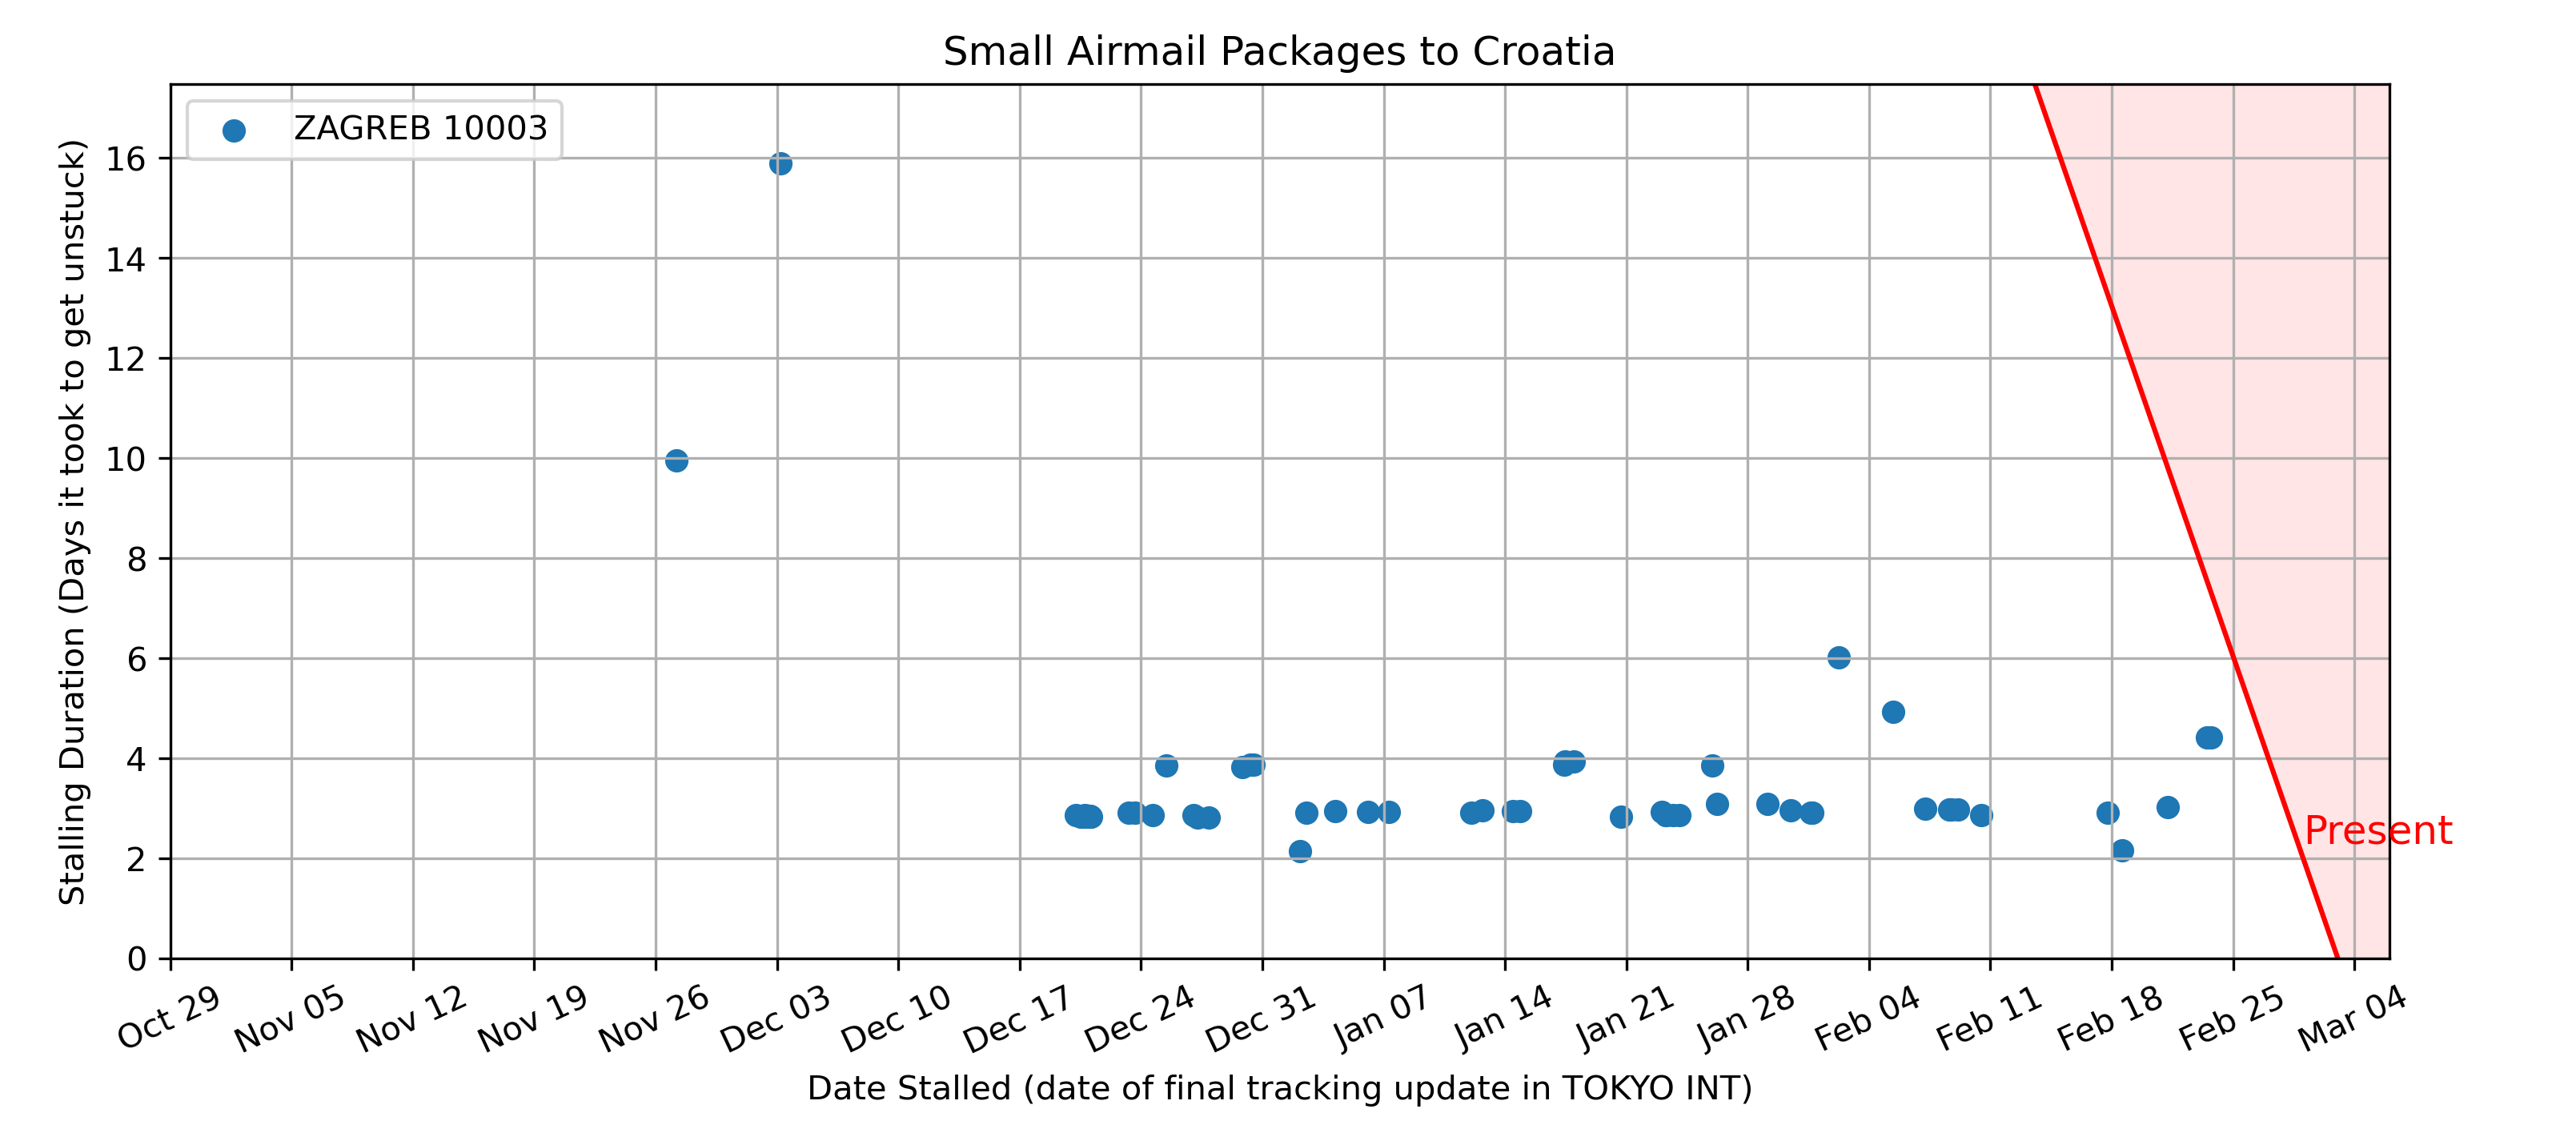 Small Airmail Packages to Croatia
ZAGREB 10003
Stalling Duration (Days it took to get unstuck)
16
14
12
10
8
6
4
2
0
Present
Oct 29 Nov 05 Nov 12 Nov 19 Nov 26 Dec 03 Dec 10 Dec 17 Dec 24 Dec 31 Jan 07 Jan 14 Jan 21 Jan 28 Feb 04 Feb 11 Feb 18 Feb 25 Mar 04
Date Stalled (date of final tracking update in TOKYO INT)